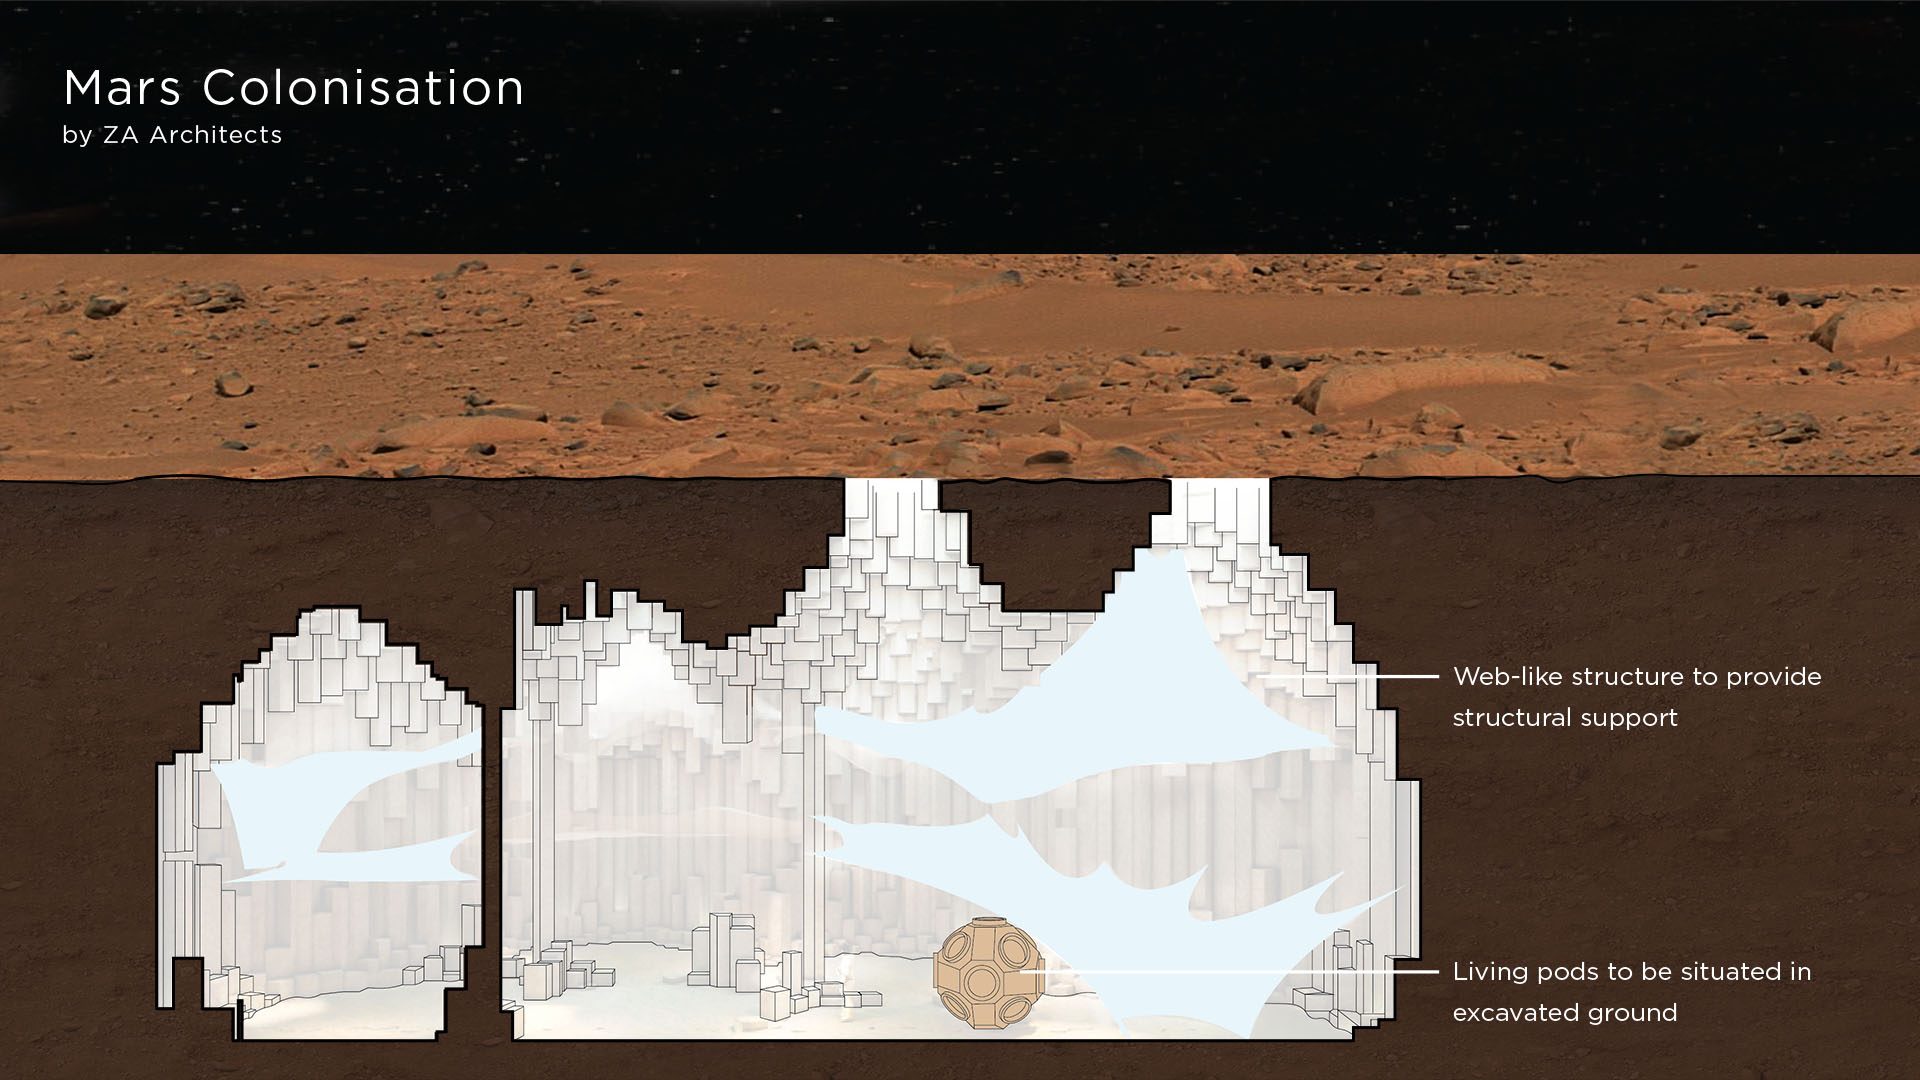 Mars Colonisation
by ZA Architects
Web-like structure to provide
structural support
Living pods to be situated in
excavated ground